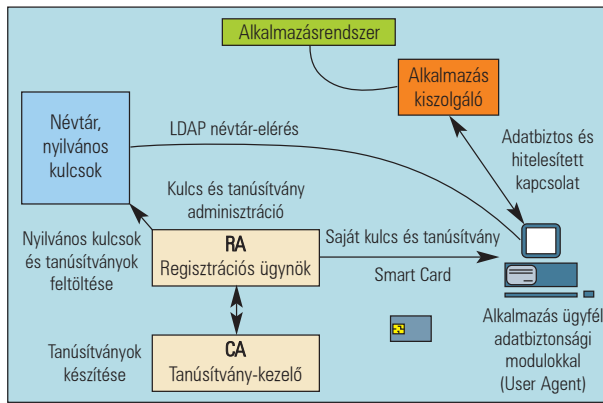 Alkalmazásrendszer
Alkalmazás
kiszolgáló
Névtár,
nyilvános
kulcsok
LDAP névtár-elérés
Adatbiztos és
hitelesített
kapcsolat
Kulcs és tanúsítvány
adminisztráció
Nyilvános kulcsok
és tanúsítványok
feltöltése
RA
Regisztrációs ügynök
Saját kulcs és tanúsítvány
Smart Card
Alkalmazás ügyfél
adatbiztonsági
modulokkal
(User Agent)
Tanúsítványok
készítése
CA
Tanúsítvány-kezelő